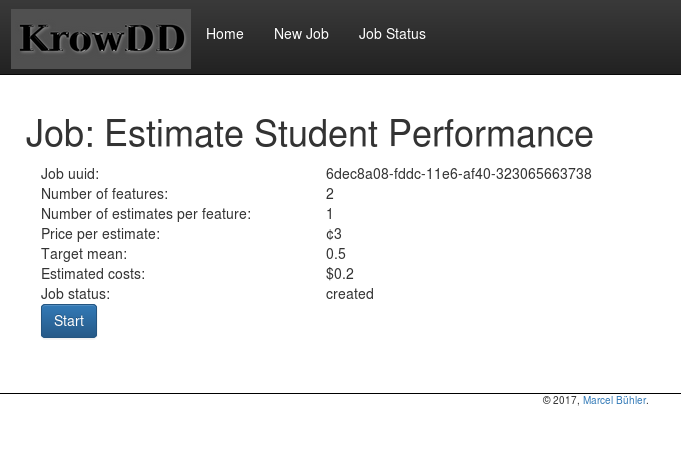 KrowDD Home New Job Job Status
Job: Estimate Student Performance
Job uuid: 6dec8a08-fddc-11e6-af40-323065663738
Number of features: 2
Number of estimates per feature: 1
Price per estimate: ¢3
Target mean: 0.5
Estimated costs: $0.2
Job status: created
Start
© 2017, Marcel Bühler.